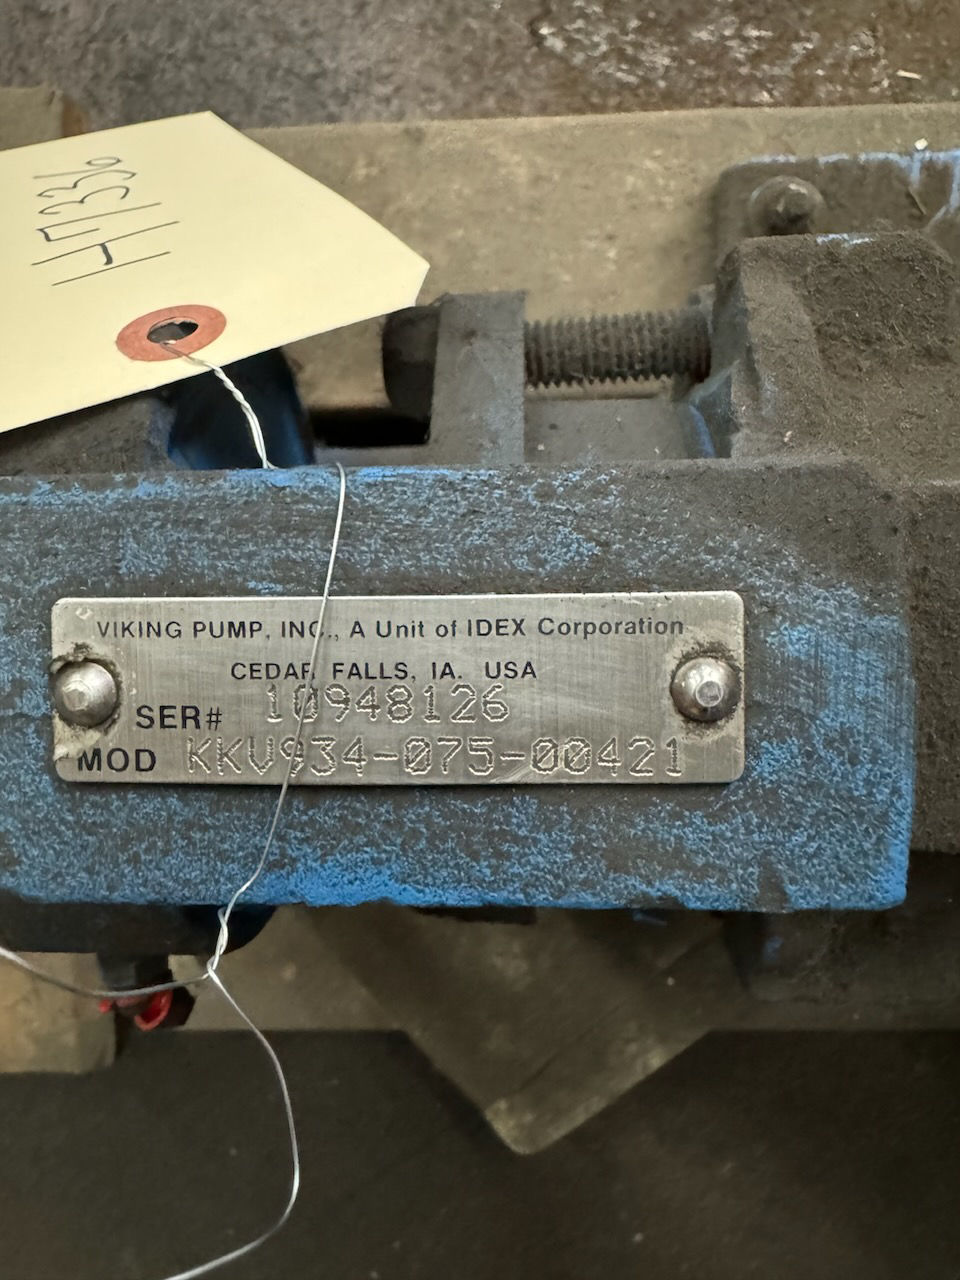 H7336
VIKING PUMP, INC., A Unit of IDEX Corporation
CEDAR FALLS, IA. USA
SER# 10948126
MOD KKV934-075-00421